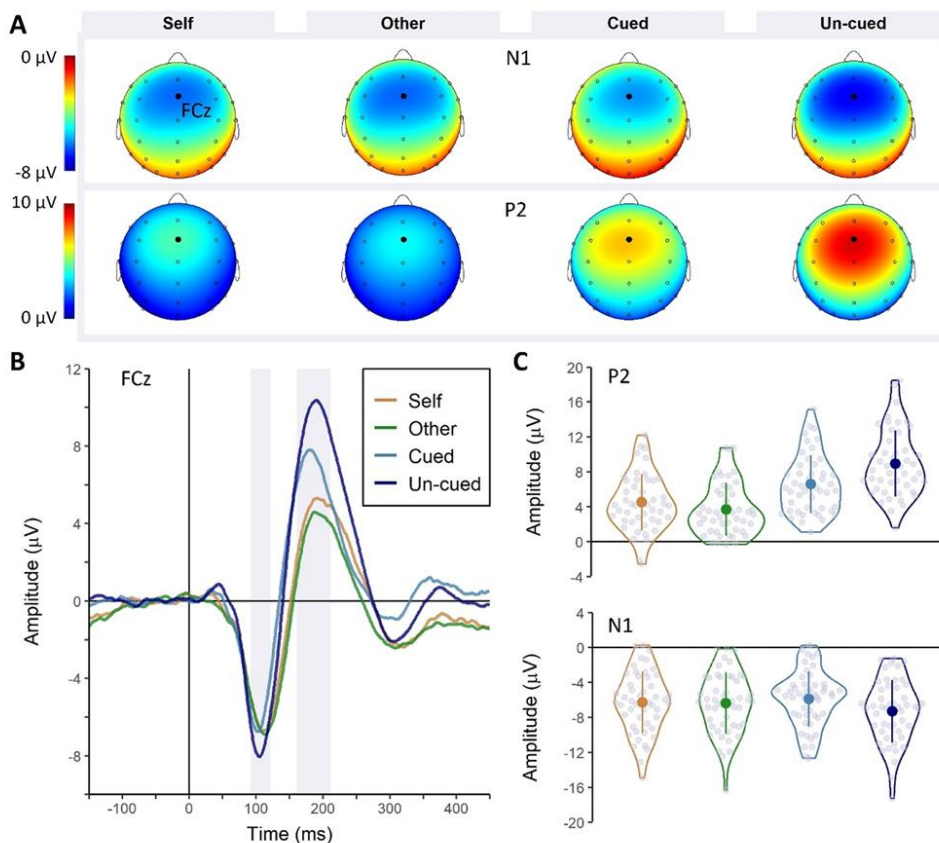 A
Self Other Cued Un-cued
0 µV
-8 µV
FCz
N1
10 µV
0 µV
P2
B
FCz
Self
Other
Cued
Un-cued
12
8
4
0
-4
-8
Amplitude (µV)
-100 0 100 200 300 400
Time (ms)
C
P2
20
16
12
8
4
0
-4
Amplitude (µV)
N1
0
-4
-8
-12
-16
-20
Amplitude (µV)